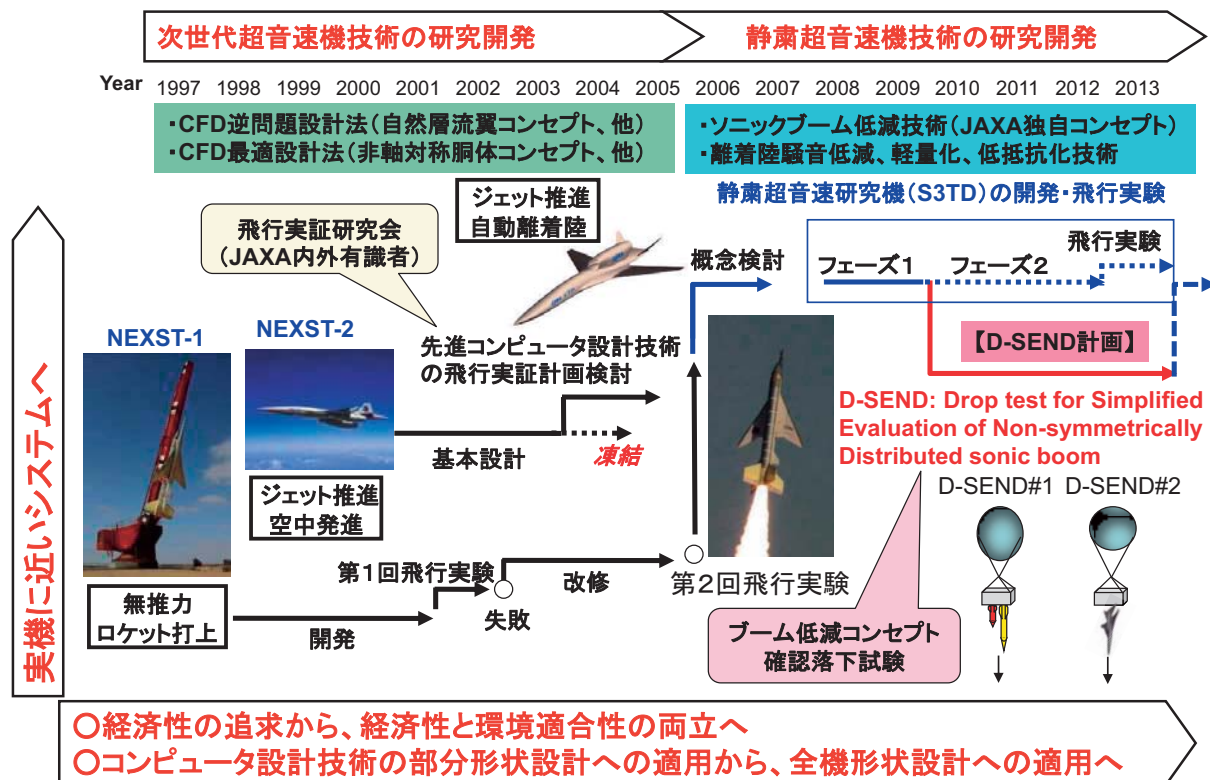 次世代超音速機技術の研究開発
静粛超音速機技術の研究開発
Year 1997 1998 1999 2000 2001 2002 2003 2004 2005 2006 2007 2008 2009 2010 2011 2012 2013
・CFD逆問題設計法(自然層流翼コンセプト、他)
・CFD最適設計法(非軸対称胴体コンセプト、他)
・ソニックブーム低減技術(JAXA独自コンセプト)
・離着陸騒音低減、軽量化、低抵抗化技術
静粛超音速研究機(S3TD)の開発・飛行実験
ジェット推進
自動離着陸
飛行実証研究会
(JAXA内外有識者)
概念検討
フェーズ1
フェーズ2
飛行実験
【D-SEND計画】
NEXST-1
NEXST-2
先進コンピュータ設計技術
の飛行実証計画検討
基本設計
凍結
ジェット推進
空中発進
D-SEND: Drop test for Simplified
Evaluation of Non-symmetrically
Distributed sonic boom
D-SEND#1 D-SEND#2
第1回飛行実験
失敗
改修
第2回飛行実験
無推力
ロケット打上
開発
ブーム低減コンセプト
確認落下試験
実機に近いシステムへ
○経済性の追求から、経済性と環境適合性の両立へ
○コンピュータ設計技術の部分形状設計への適用から、全機形状設計への適用へ